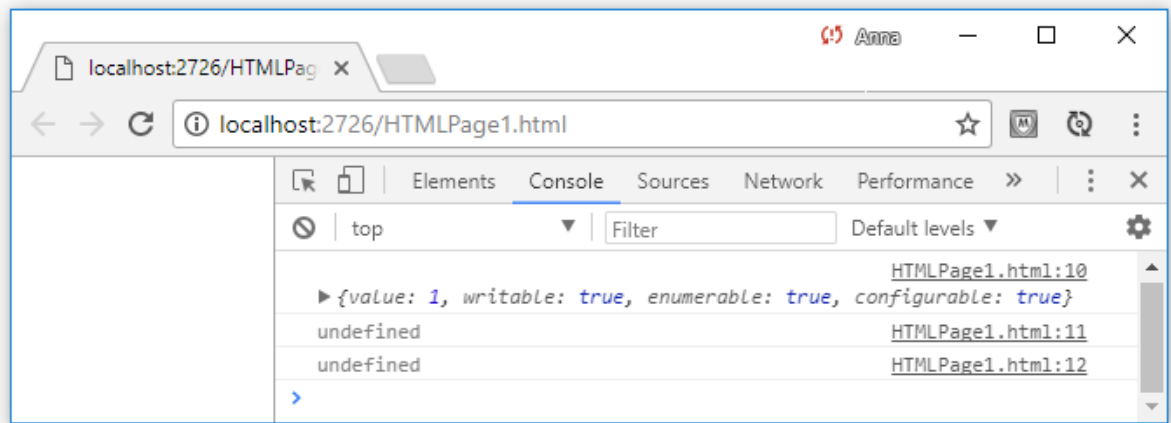 Anna
localhost:2726/HTMLPag
localhost:2726/HTMLPage1.html
Elements Console Sources Network Performance »
top Filter Default levels
HTMLPage1.html:10
{value: 1, writable: true, enumerable: true, configurable: true}
undefined HTMLPage1.html:11
undefined HTMLPage1.html:12
>